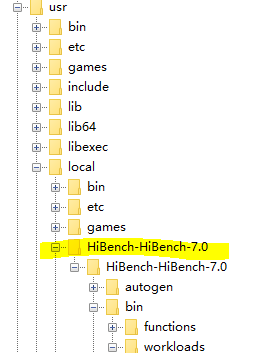 usr
bin
etc
games
include
lib
lib64
libexec
local
bin
etc
games
HiBench-HiBench-7.0
HiBench-HiBench-7.0
autogen
bin
functions
workloads